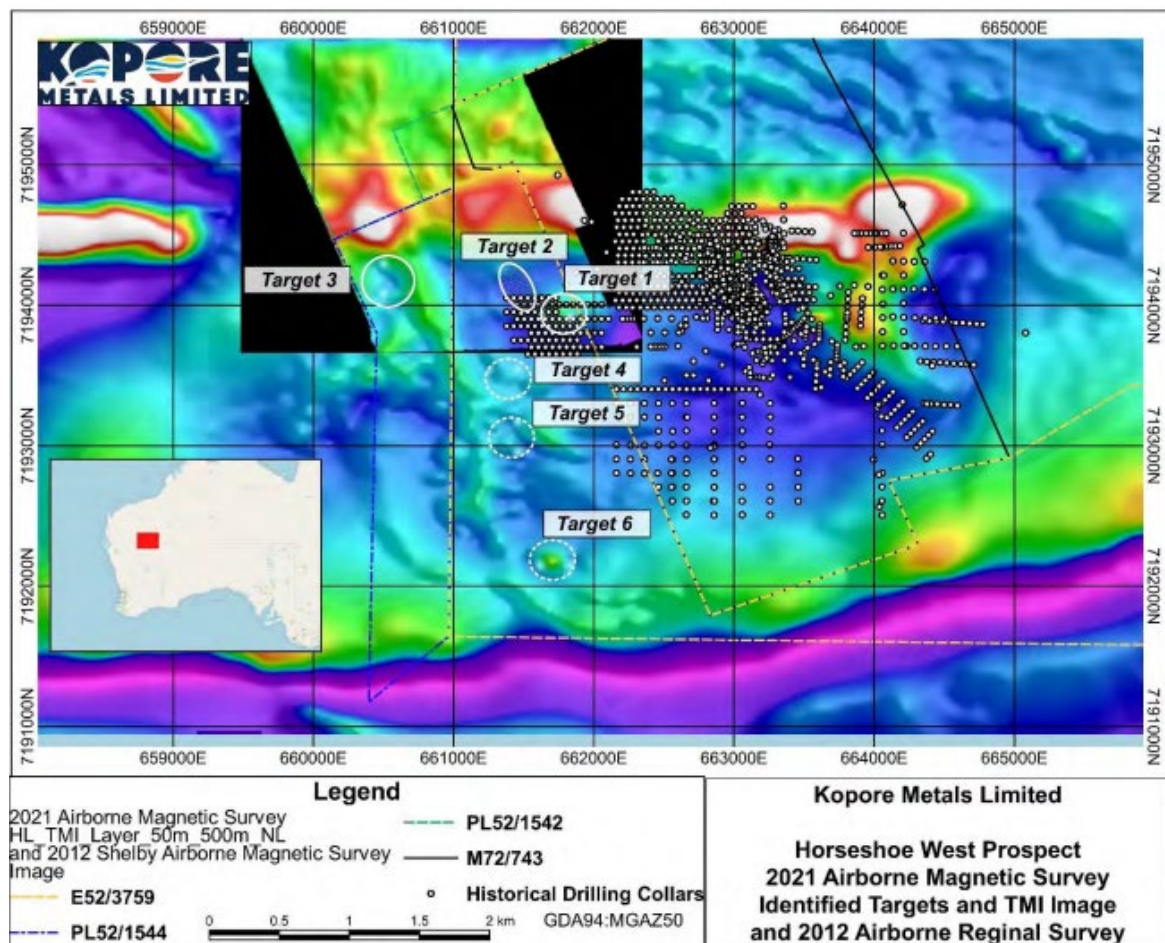 659000E 660000E 661000E 662000E 663000E 664000E 665000E
KOPORE
METALS LIMITED
7195000N 7195000N
Target 2
Target 3 Target 1
7194000N 7194000N
Target 4
Target 5
7193000N 7193000N
Target 6
7192000N 7192000N
7191000N 7191000N
659000E 660000E 661000E 662000E 663000E 664000E 665000E
Legend
2021 Airborne Magnetic Survey
HL_TMI_Layer_50m_500m_NL
and 2012 Shelby Airborne Magnetic Survey
Image
E52/3759
PL52/1544
PL52/1542
M72/743
Historical Drilling Collars
0 0.5 1 1.5 2 km
GDA94:MGAZ50
Kopore Metals Limited
Horseshoe West Prospect
2021 Airborne Magnetic Survey
Identified Targets and TMI Image
and 2012 Airborne Reginal Survey